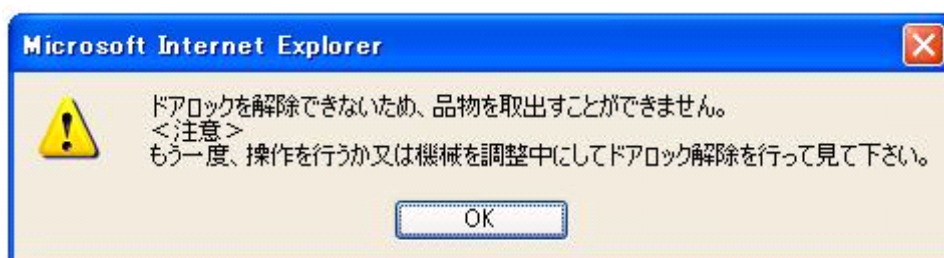 Microsoft Internet Explorer
ドアロックを解除できないため、品物を取出すことができません。
＜注意＞
もう一度、操作を行うか又は機械を調整中にしてドアロック解除を行って見て下さい。
OK